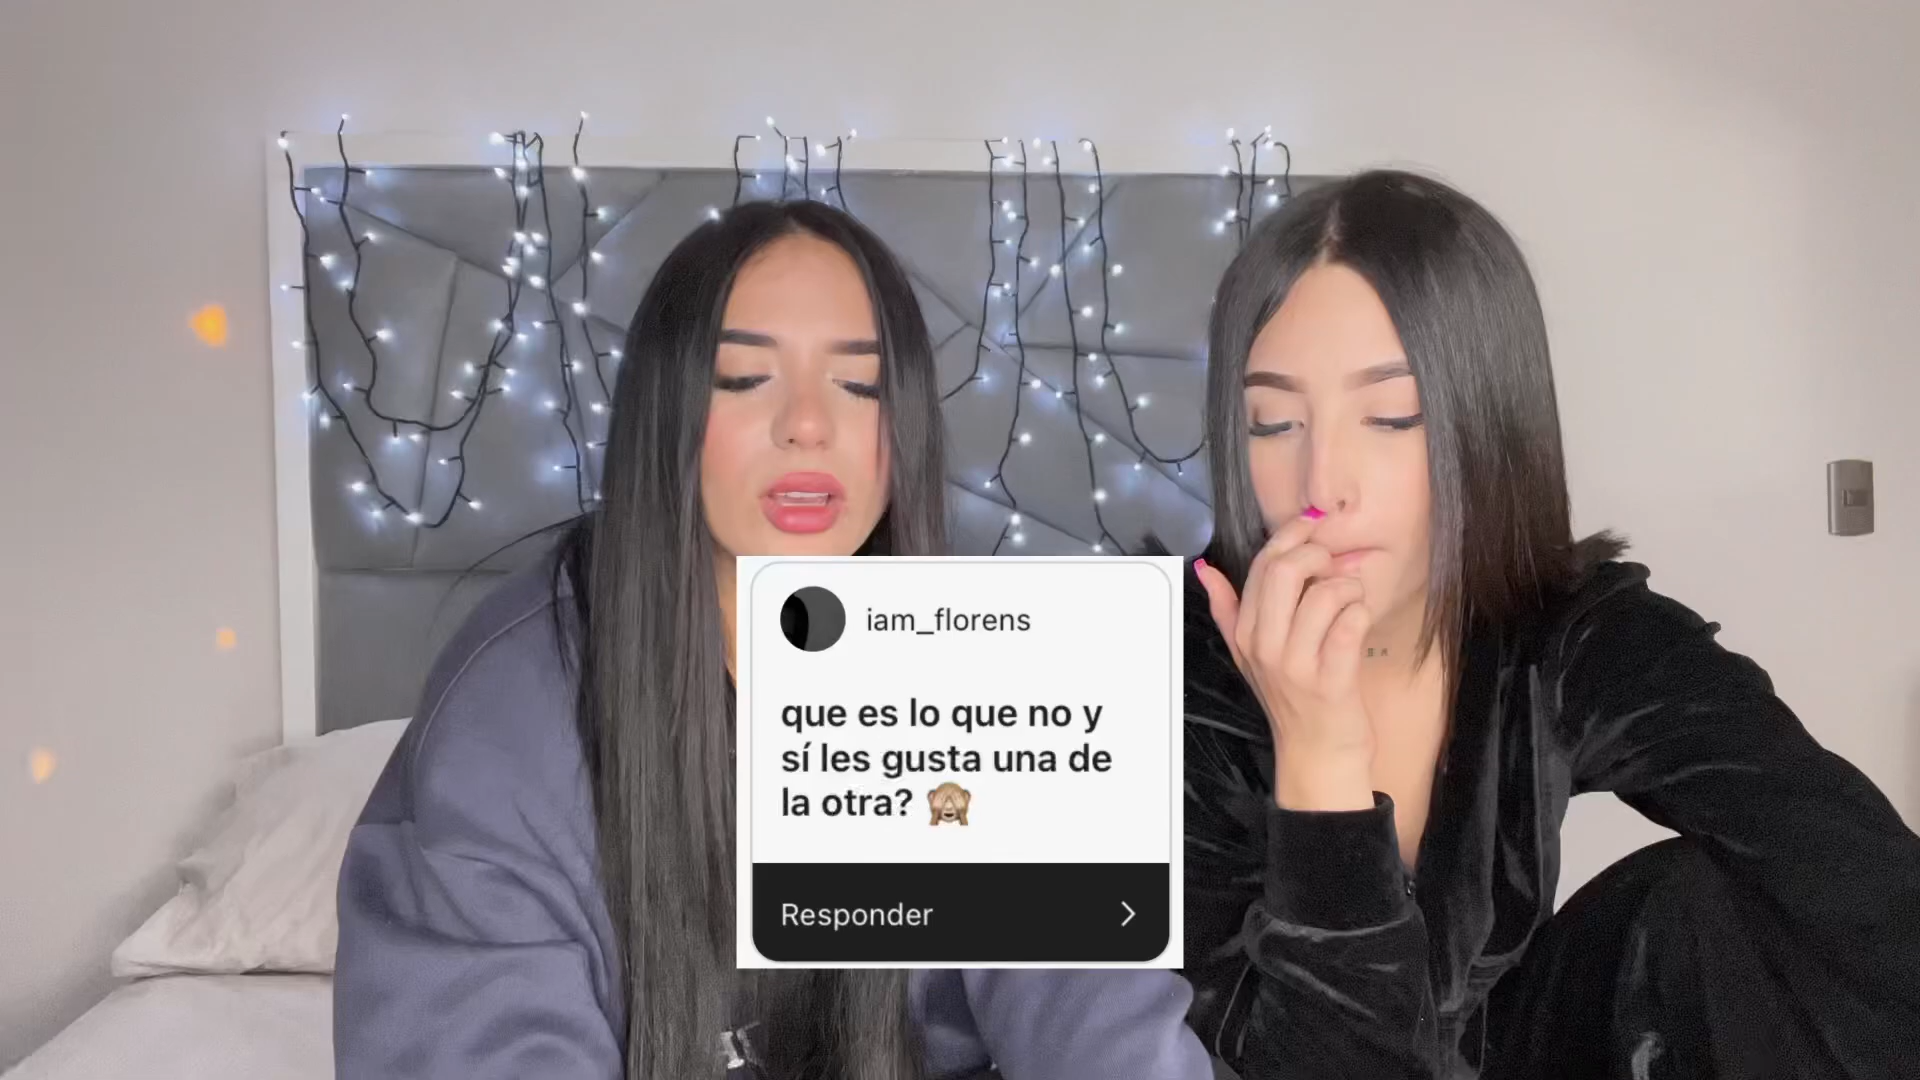 iam_florens
que es lo que no y
sí les gusta una de
la otra? 🙈
Responder